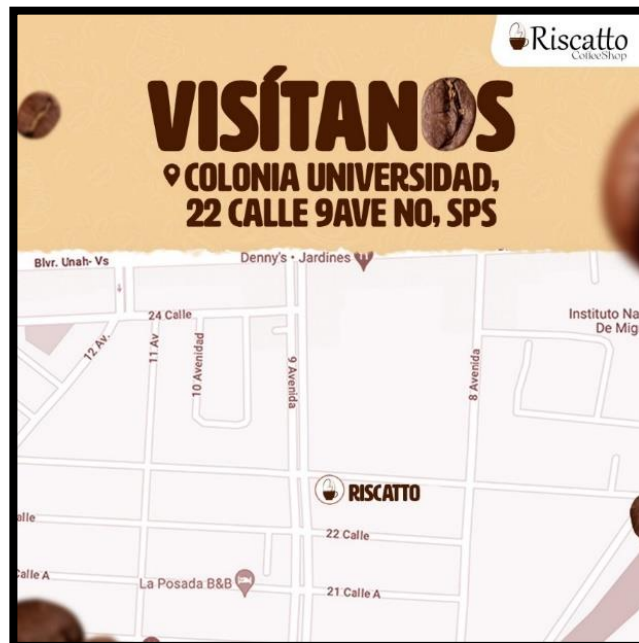 Riscatto
CoffeeShop
VISÍTANOS
COLONIA UNIVERSIDAD,
22 CALLE 9AVE NO, SPS
Blvr. Unah-Vs
Denny's • Jardines
24 Calle
Instituto Na
De Mig
12 Av.
11 Av
10 Avenidad
9 Avenida
8 Avenida
RISCATTO
alle
22 Calle
Calle A
La Posada B&B
21 Calle A